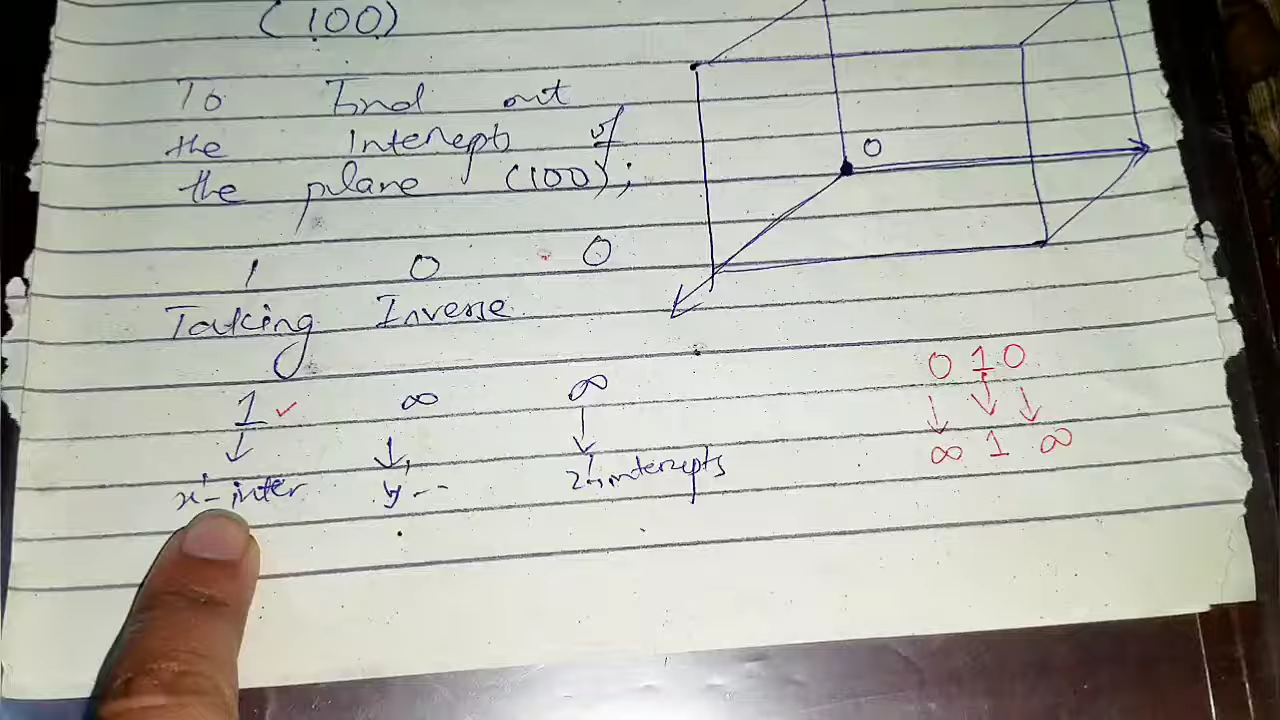 (100)
To find out
the Intercepts of
the plane (100);
O
1 0 0
Taking Inverse
1 ✓ ∞ ∞
x'-inter y -- z' intercepts
0 1 0
∞ 1 ∞